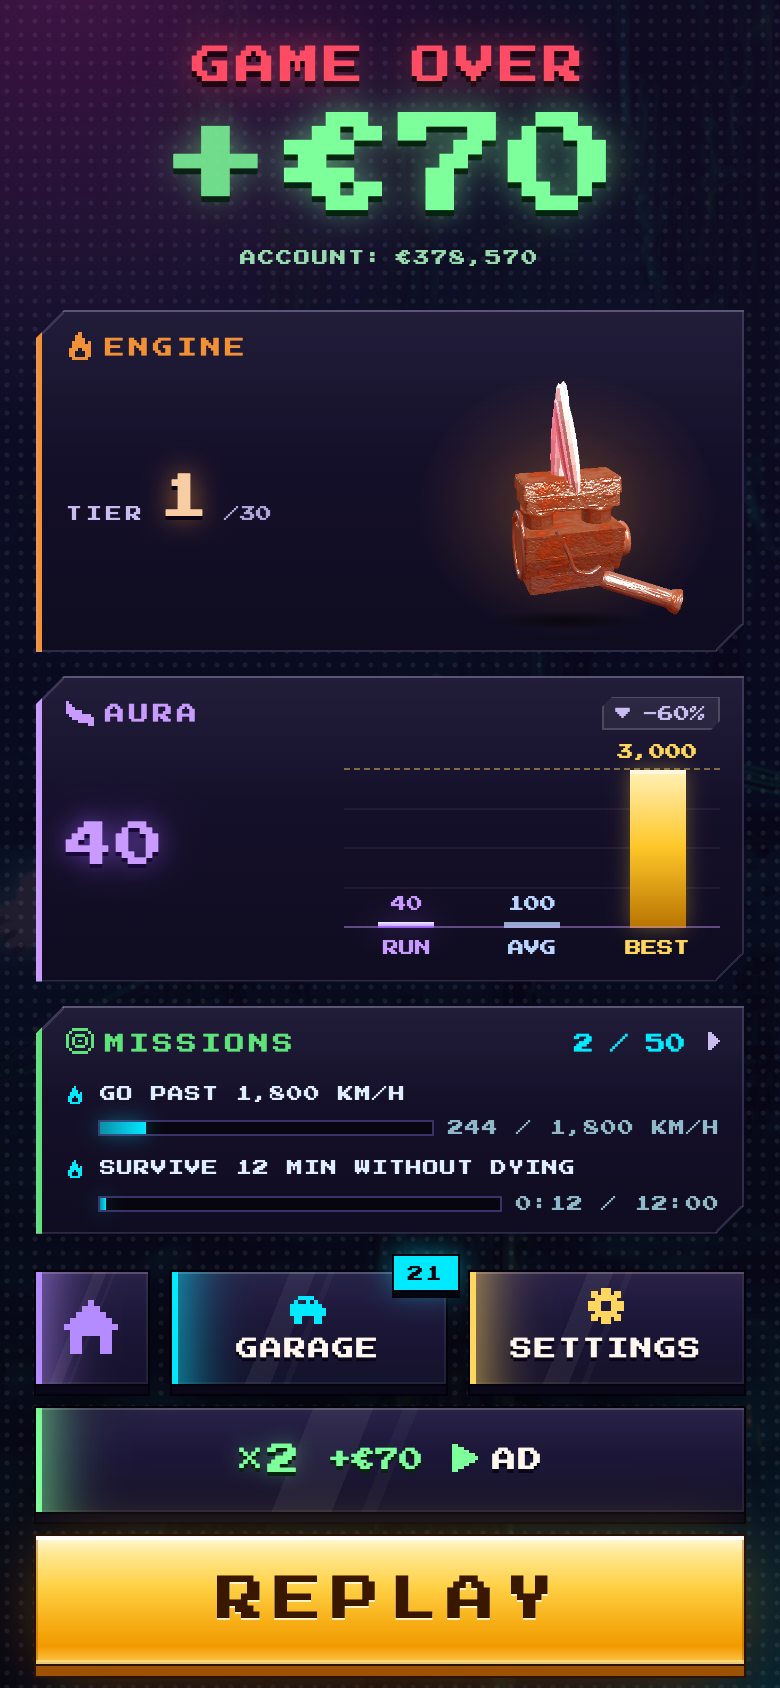 GAME OVER
+€70
ACCOUNT: €378,570
ENGINE
TIER 1 /30
AURA
-60%
3,000
40
40
100
RUN
AVG
BEST
MISSIONS
2 / 50
GO PAST 1,800 KM/H
244 / 1,800 KM/H
SURVIVE 12 MIN WITHOUT DYING
0:12 / 12:00
21
GARAGE
SETTINGS
×2 +€70 AD
REPLAY